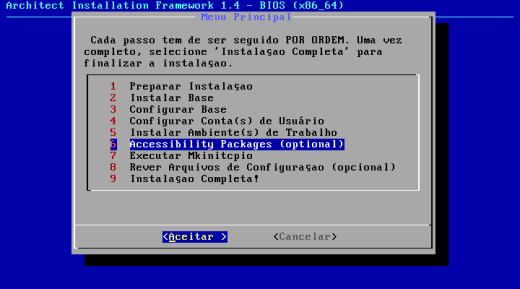 Architect Installation Framework 1.4 - BIOS (x86_64)
Menu Principal
Cada passo tem de ser seguido POR ORDEM. Uma vez
completo, selecione 'Instalaşao Completa' para
finalizar a instalaşao.
1 Preparar Instalaşao
2 Instalar Base
3 Configurar Base
4 Configurar Conta(s) de Usuário
5 Instalar Ambiente(s) de Trabalho
6 Accessibility Packages (optional)
7 Executar Mkinitcpio
8 Rever Arquivos de Configuraşao (opcional)
9 Instalaşao Completa!
<Aceitar > <Cancelar>